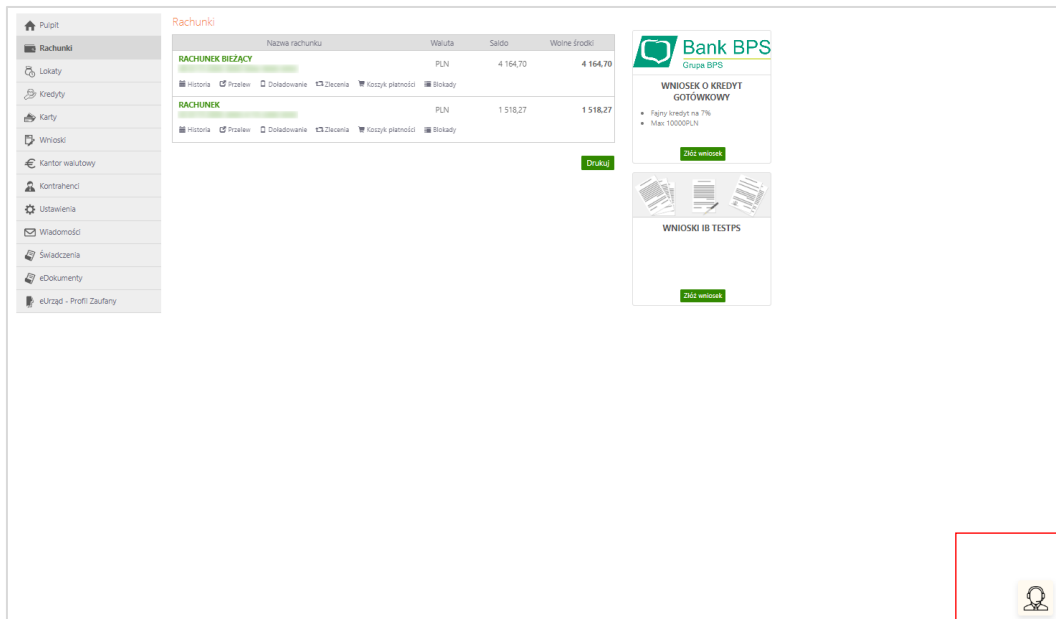 Pulpit
Rachunki
Lokaty
Kredyty
Karty
Wnioski
Kantor walutowy
Kontrahenci
Ustawienia
Wiadomości
Świadczenia
eDokumenty
eUrząd - Profil Zaufany
Rachunki
Nazwa rachunku Waluta Saldo Wolne środki
RACHUNEK BIEŻĄCY
PLN 4 164,70 4 164,70
Historia Przelew Doładowanie Zlecenia Koszyk płatności Blokady
RACHUNEK
PLN 1 518,27 1 518,27
Historia Przelew Doładowanie Zlecenia Koszyk płatności Blokady
Drukuj
Bank BPS
Grupa BPS
WNIOSEK O KREDYT
GOTÓWKOWY
Fajny kredyt na 7%
Max 10000PLN
Złóż wniosek
WNIOSKI IB TESTPS
Złóż wniosek